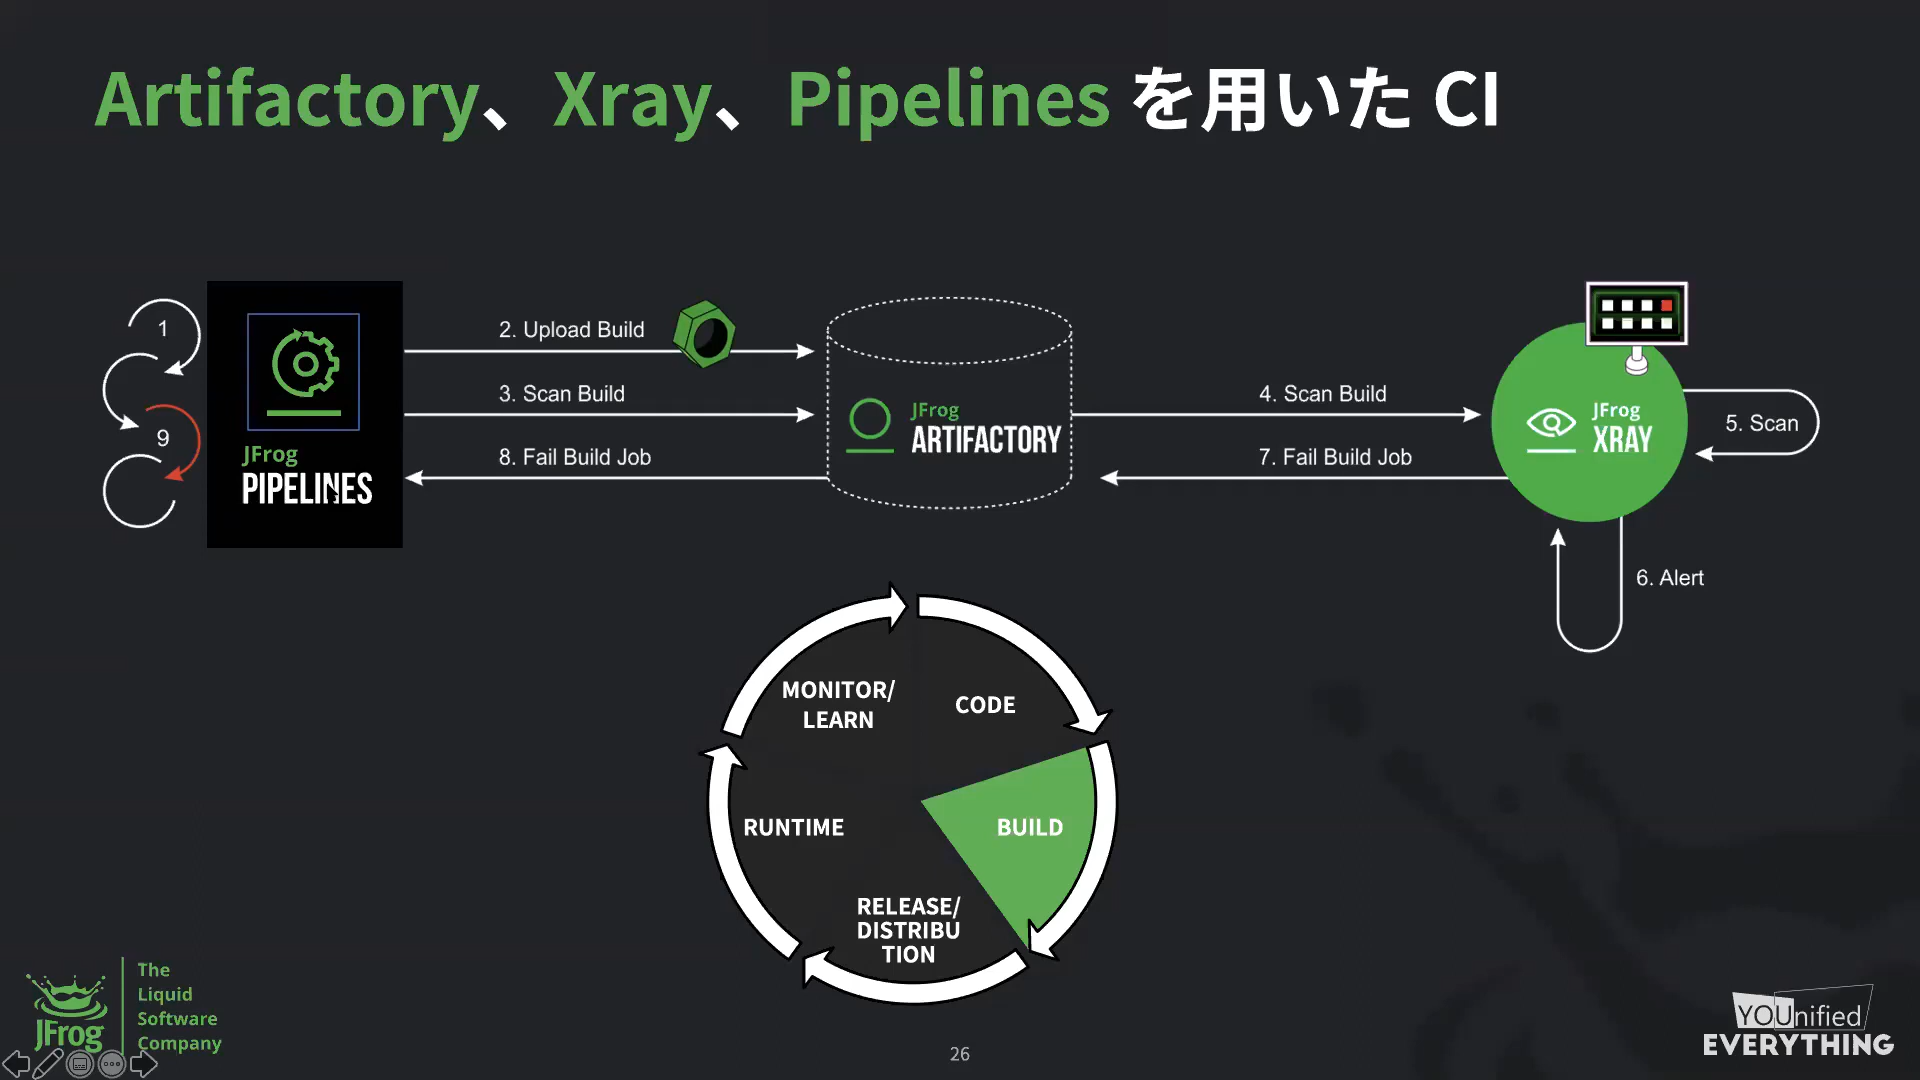 Artifactory、Xray、Pipelines を用いた CI
1
9
JFrog
PIPELINES
2. Upload Build
3. Scan Build
8. Fail Build Job
JFrog
ARTIFACTORY
4. Scan Build
7. Fail Build Job
JFrog
XRAY
5. Scan
6. Alert
MONITOR/
LEARN
CODE
RUNTIME
BUILD
RELEASE/
DISTRIBU
TION
JFrog
The
Liquid
Software
Company
26
YOUnified
EVERYTHING